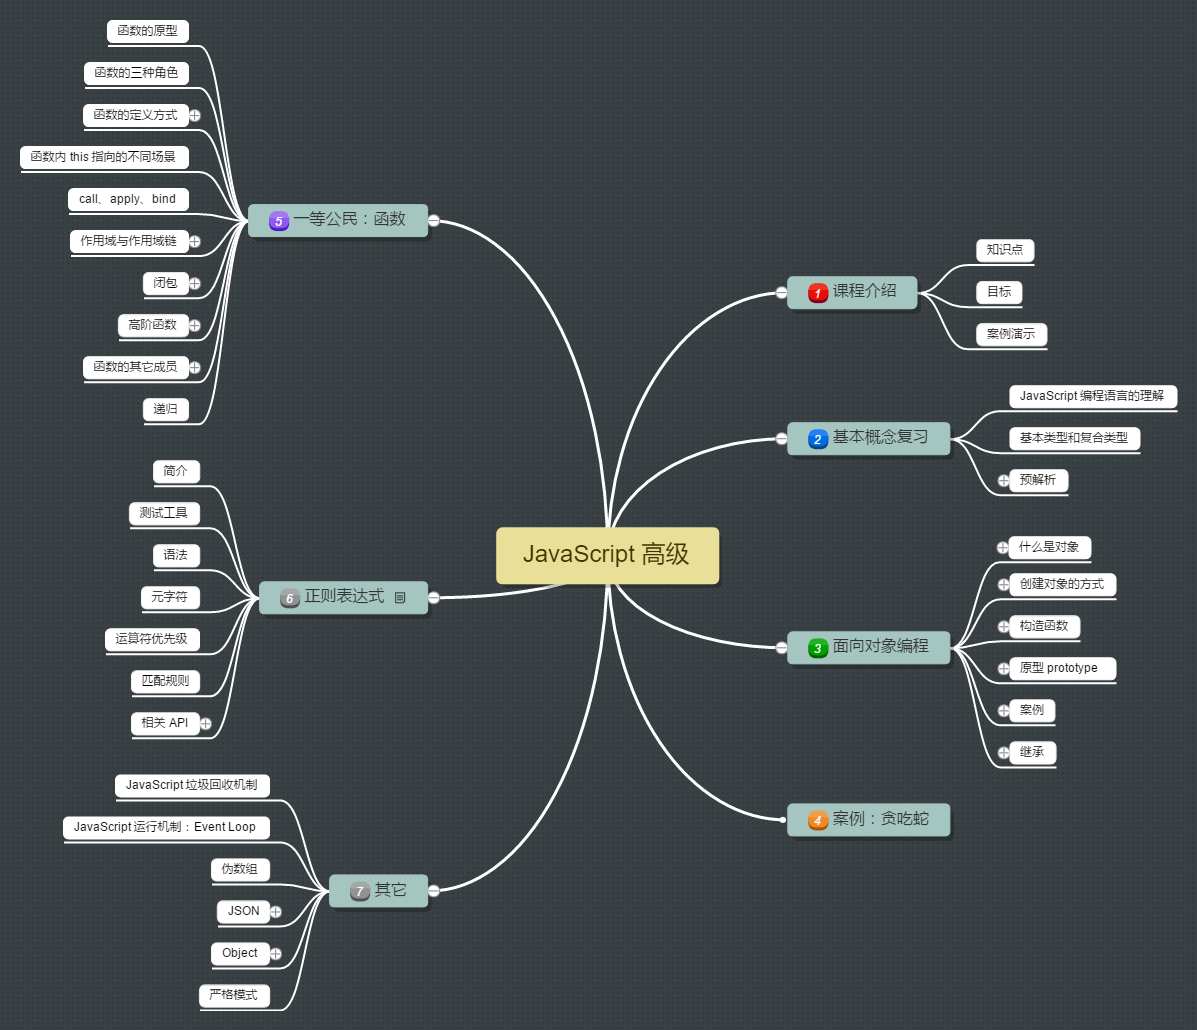 JavaScript 高级
1 课程介绍
知识点
目标
案例演示
2 基本概念复习
JavaScript 编程语言的理解
基本类型和复合类型
预解析
3 面向对象编程
什么是对象
创建对象的方式
构造函数
原型 prototype
案例
继承
4 案例：贪吃蛇
5 一等公民：函数
函数的原型
函数的三种角色
函数的定义方式
函数内 this 指向的不同场景
call、apply、bind
作用域与作用域链
闭包
高阶函数
函数的其它成员
递归
6 正则表达式
简介
测试工具
语法
元字符
运算符优先级
匹配规则
相关 API
7 其它
JavaScript 垃圾回收机制
JavaScript 运行机制：Event Loop
伪数组
JSON
Object
严格模式